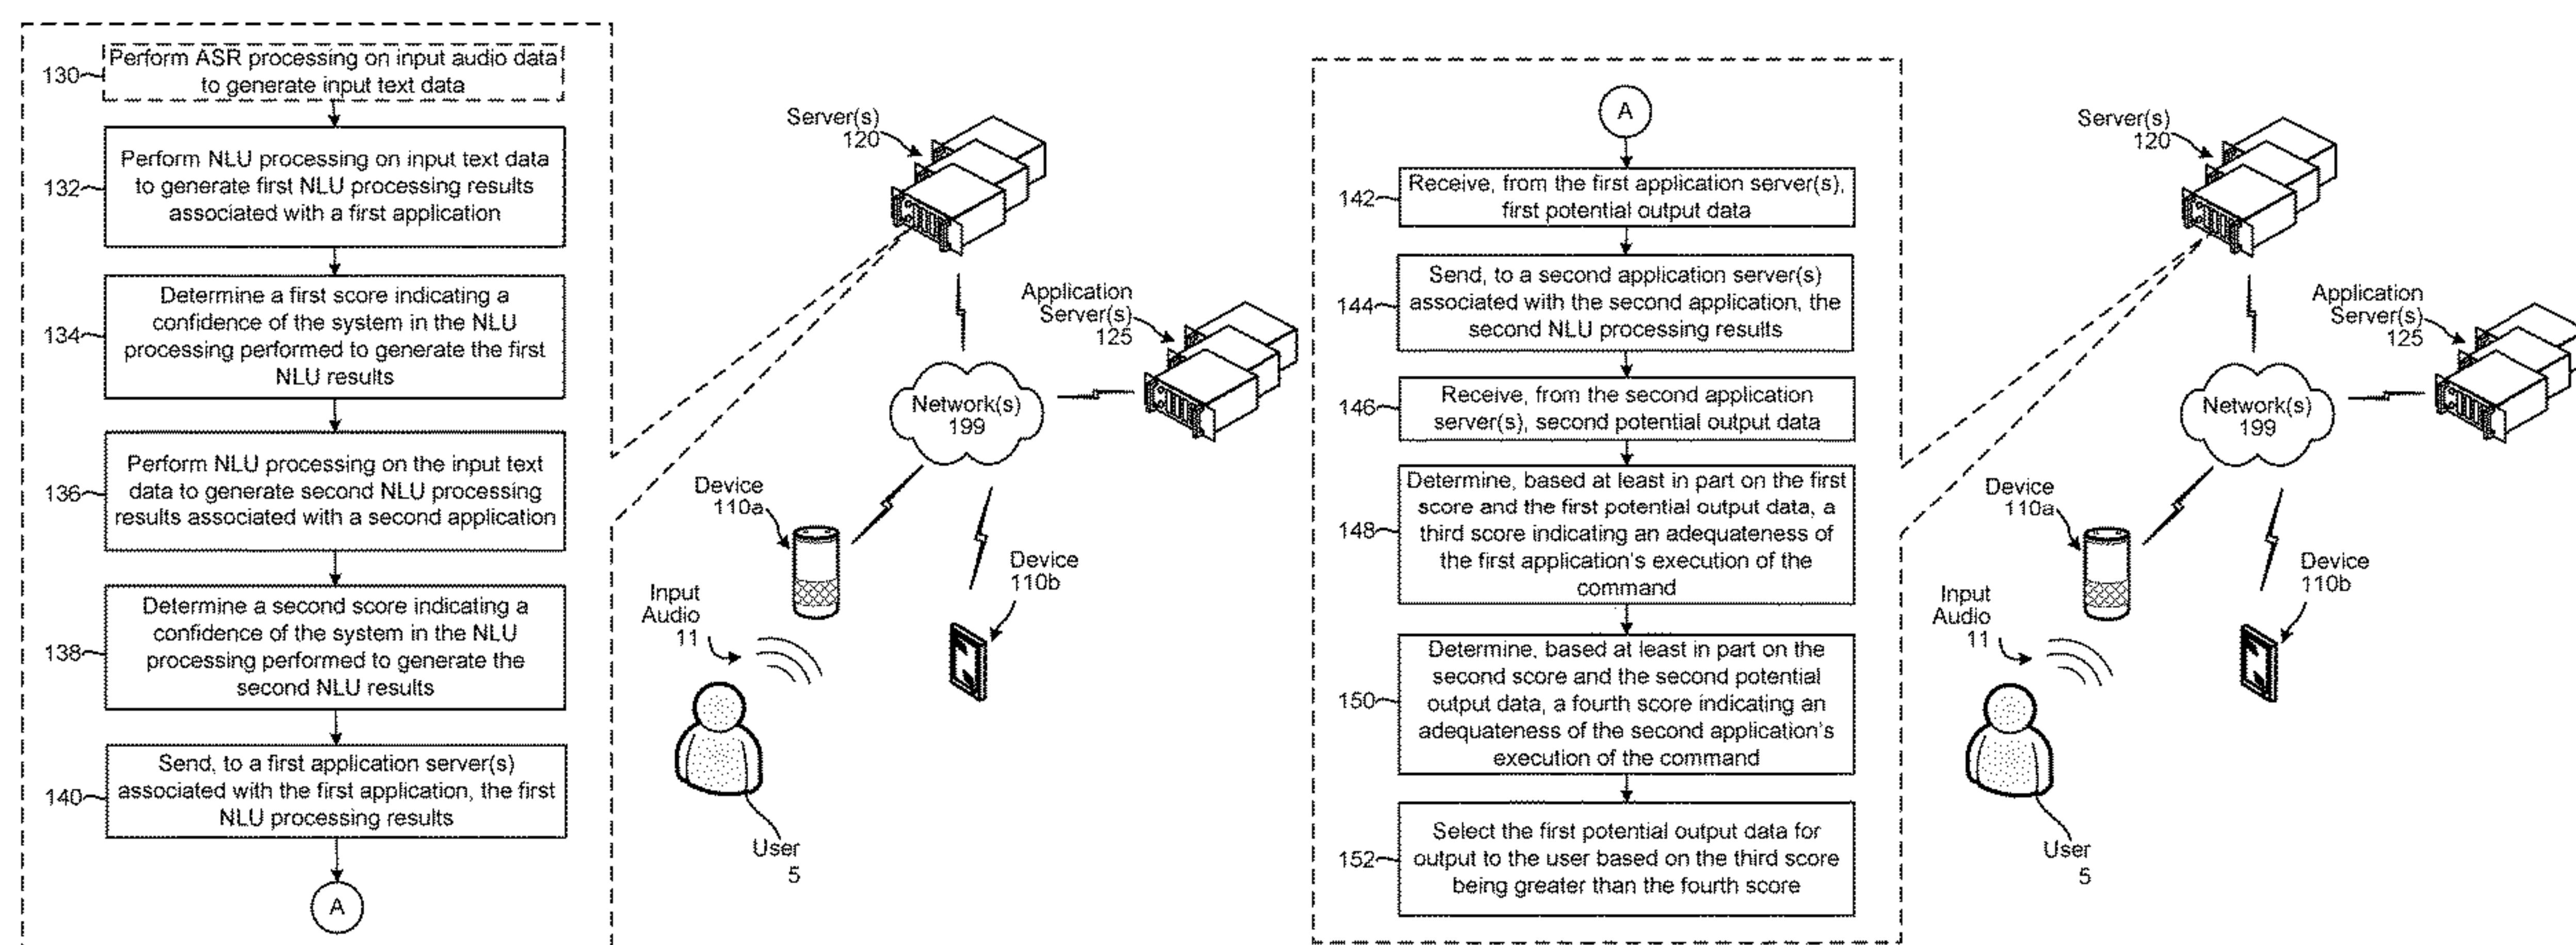 130
Perform ASR processing on input audio data
to generate input text data
132
Perform NLU processing on input text data
to generate first NLU processing results
associated with a first application
134
Determine a first score indicating a
confidence of the system in the NLU
processing performed to generate the first
NLU results
136
Perform NLU processing on the input text
data to generate second NLU processing
results associated with a second application
138
Determine a second score indicating a
confidence of the system in the NLU
processing performed to generate the
second NLU results
140
Send, to a first application server(s)
associated with the first application, the first
NLU processing results
A
Server(s)
120
Application
Server(s)
125
Network(s)
199
Device
110a
Device
110b
Input
Audio
11
User
5
A
142
Receive, from the first application server(s),
first potential output data
144
Send, to a second application server(s)
associated with the second application, the
second NLU processing results
146
Receive, from the second application
server(s), second potential output data
148
Determine, based at least in part on the first
score and the first potential output data, a
third score indicating an adequateness of
the first application's execution of the
command
150
Determine, based at least in part on the
second score and the second potential
output data, a fourth score indicating an
adequateness of the second application's
execution of the command
152
Select the first potential output data for
output to the user based on the third score
being greater than the fourth score
Server(s)
120
Application
Server(s)
125
Network(s)
199
Device
110a
Device
110b
Input
Audio
11
User
5